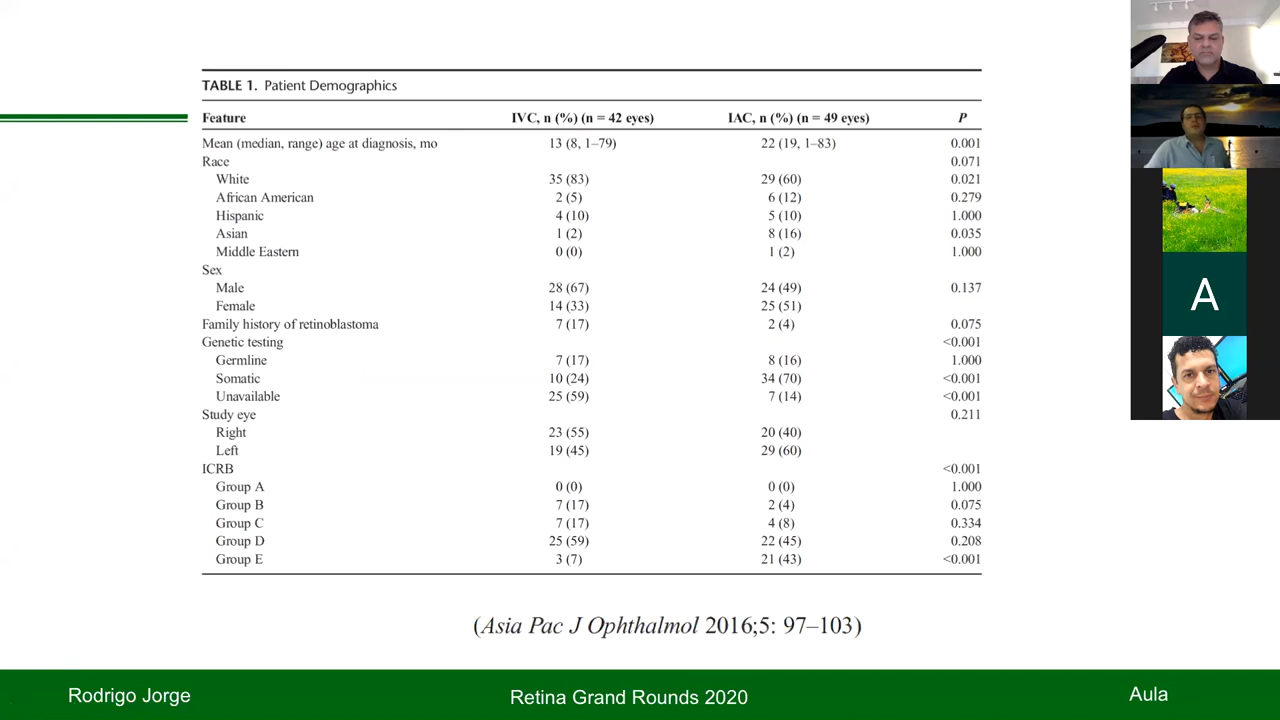 TABLE 1. Patient Demographics
Feature IVC, n (%) (n = 42 eyes) IAC, n (%) (n = 49 eyes) P
Mean (median, range) age at diagnosis, mo 13 (8, 1–79) 22 (19, 1–83) 0.001
Race 0.071
White 35 (83) 29 (60) 0.021
African American 2 (5) 6 (12) 0.279
Hispanic 4 (10) 5 (10) 1.000
Asian 1 (2) 8 (16) 0.035
Middle Eastern 0 (0) 1 (2) 1.000
Sex
Male 28 (67) 24 (49) 0.137
Female 14 (33) 25 (51)
Family history of retinoblastoma 7 (17) 2 (4) 0.075
Genetic testing <0.001
Germline 7 (17) 8 (16) 1.000
Somatic 10 (24) 34 (70) <0.001
Unavailable 25 (59) 7 (14) <0.001
Study eye 0.211
Right 23 (55) 20 (40)
Left 19 (45) 29 (60)
ICRB <0.001
Group A 0 (0) 0 (0) 1.000
Group B 7 (17) 2 (4) 0.075
Group C 7 (17) 4 (8) 0.334
Group D 25 (59) 22 (45) 0.208
Group E 3 (7) 21 (43) <0.001
(Asia Pac J Ophthalmol 2016;5: 97–103)
A
Rodrigo Jorge Retina Grand Rounds 2020 Aula